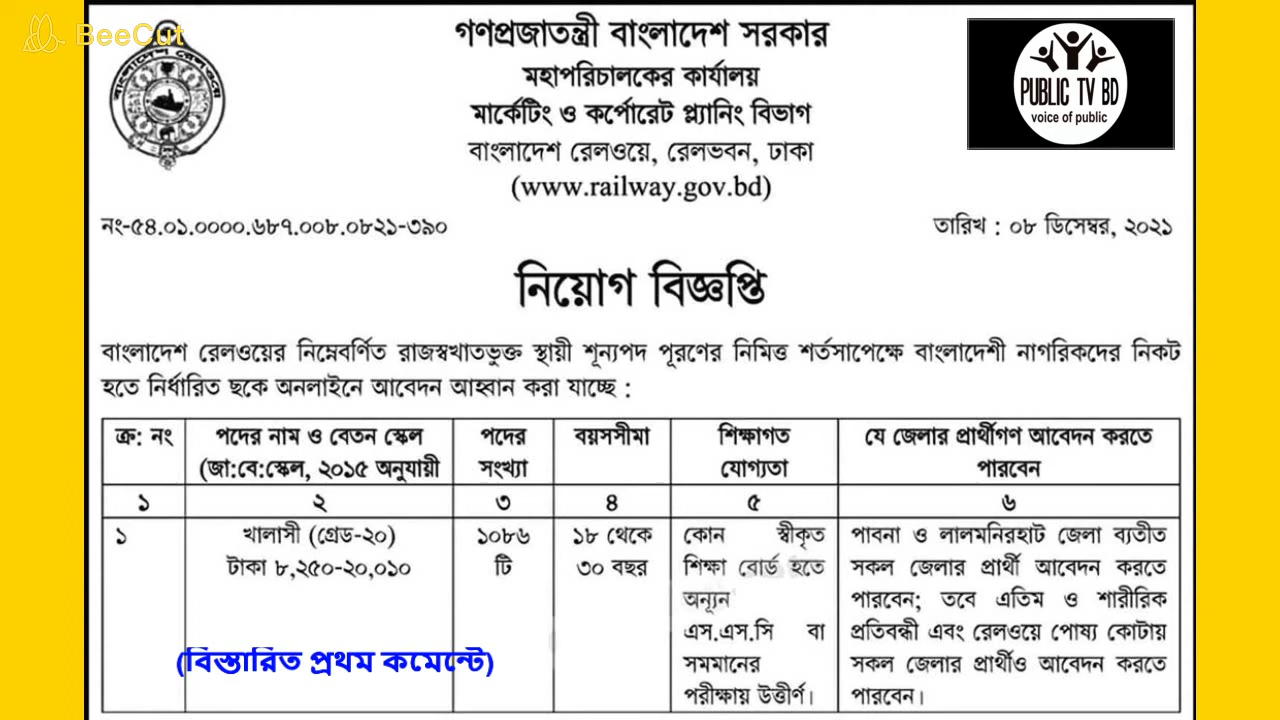 BeeCut
গণপ্রজাতন্ত্রী বাংলাদেশ সরকার
মহাপরিচালকের কার্যালয়
মার্কেটিং ও কর্পোরেট প্ল্যানিং বিভাগ
বাংলাদেশ রেলওয়ে, রেলভবন, ঢাকা
(www.railway.gov.bd)
বাংলাদেশ রেলওয়ে
PUBLIC TV BD
voice of public
নং-৫৪.০১.০০০০.৬৮৭.০০৮.০৮২১-৩৯০
তারিখ : ০৮ ডিসেম্বর, ২০২১
নিয়োগ বিজ্ঞপ্তি
বাংলাদেশ রেলওয়ের নিম্নেবর্ণিত রাজস্বখাতভুক্ত স্থায়ী শূন্যপদ পূরণের নিমিত্ত শর্তসাপেক্ষে বাংলাদেশী নাগরিকদের নিকট
হতে নির্ধারিত ছকে অনলাইনে আবেদন আহ্বান করা যাচ্ছে :
ক্র: নং
পদের নাম ও বেতন স্কেল
(জা:বে:স্কেল, ২০১৫ অনুযায়ী
পদের
সংখ্যা
বয়সসীমা
শিক্ষাগত
যোগ্যতা
যে জেলার প্রার্থীগণ আবেদন করতে
পারবেন
১
২
৩
৪
৫
৬
১
খালাসী (গ্রেড-২০)
টাকা ৮,২৫০-২০,০১০
১০৮৬
টি
১৮ থেকে
৩০ বছর
কোন স্বীকৃত
শিক্ষা বোর্ড হতে
অন্যূন
এস.এস.সি বা
সমমানের
পরীক্ষায় উত্তীর্ণ।
পাবনা ও লালমনিরহাট জেলা ব্যতীত
সকল জেলার প্রার্থী আবেদন করতে
পারবেন; তবে এতিম ও শারীরিক
প্রতিবন্ধী এবং রেলওয়ে পোষ্য কোটায়
সকল জেলার প্রার্থীও আবেদন করতে
পারবেন।
(বিস্তারিত প্রথম কমেন্টে)